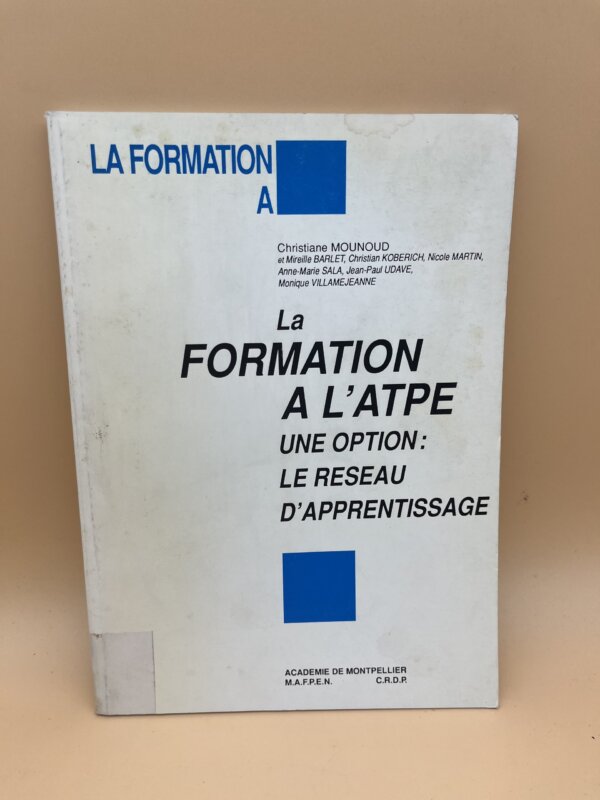 LA FORMATION
A
Christiane MOUNOUD
et Mireille BARLET, Christian KOBERICH, Nicole MARTIN,
Anne-Marie SALA, Jean-Paul UDAVE,
Monique VILLAMEJEANNE
La
FORMATION
A L'ATPE
UNE OPTION :
LE RESEAU
D'APPRENTISSAGE
ACADEMIE DE MONTPELLIER
M.A.F.P.E.N. C.R.D.P.